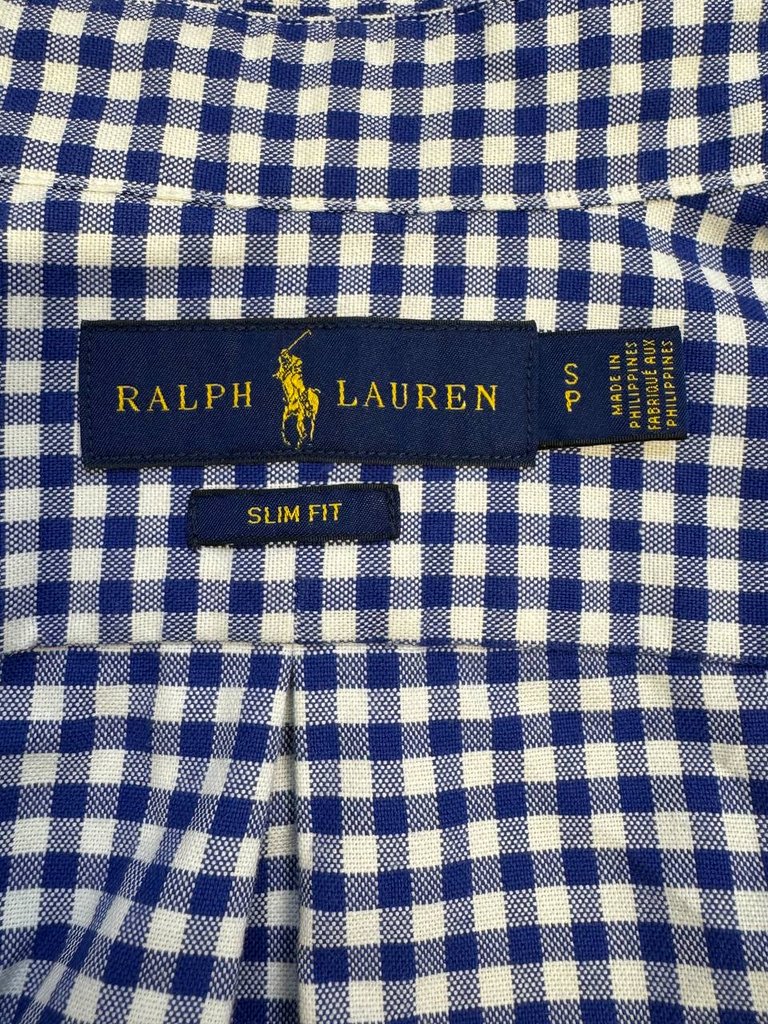 RALPH LAUREN
S
P
MADE IN
PHILIPPINES
FABRIQUÉ AUX
PHILIPPINES
SLIM FIT